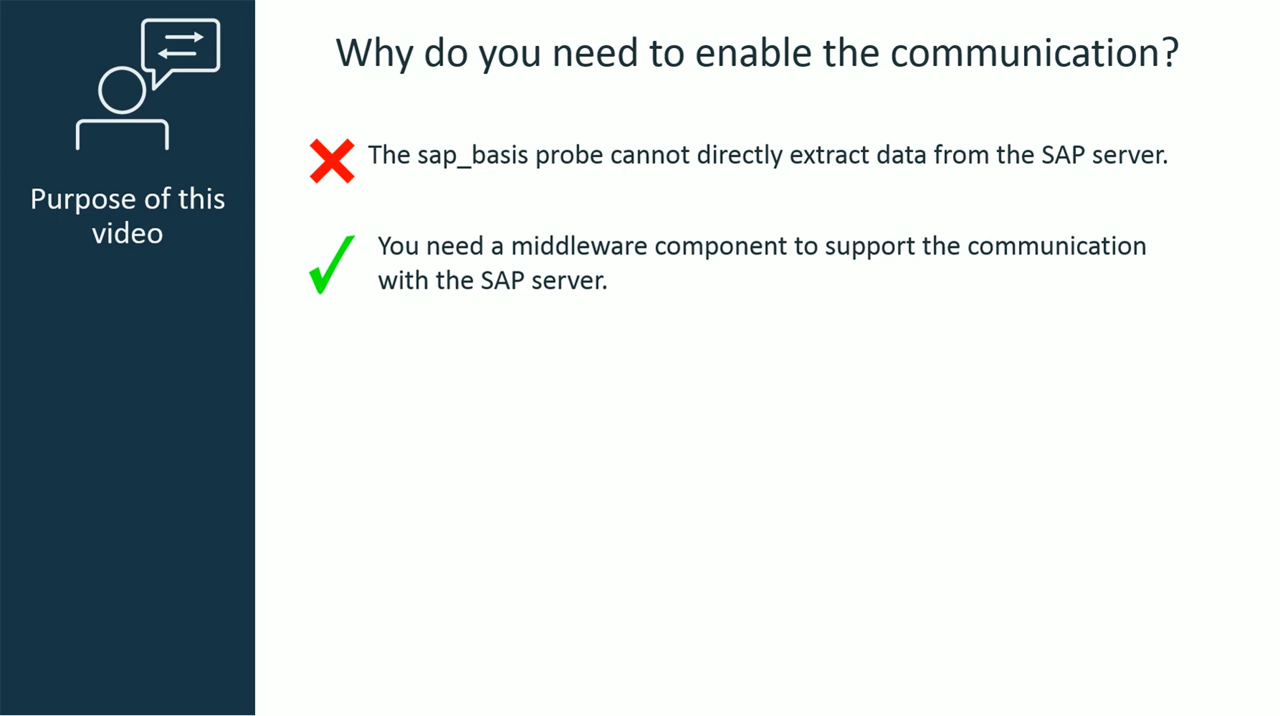 Why do you need to enable the communication?
The sap_basis probe cannot directly extract data from the SAP server.
You need a middleware component to support the communication
with the SAP server.
Purpose of this
video